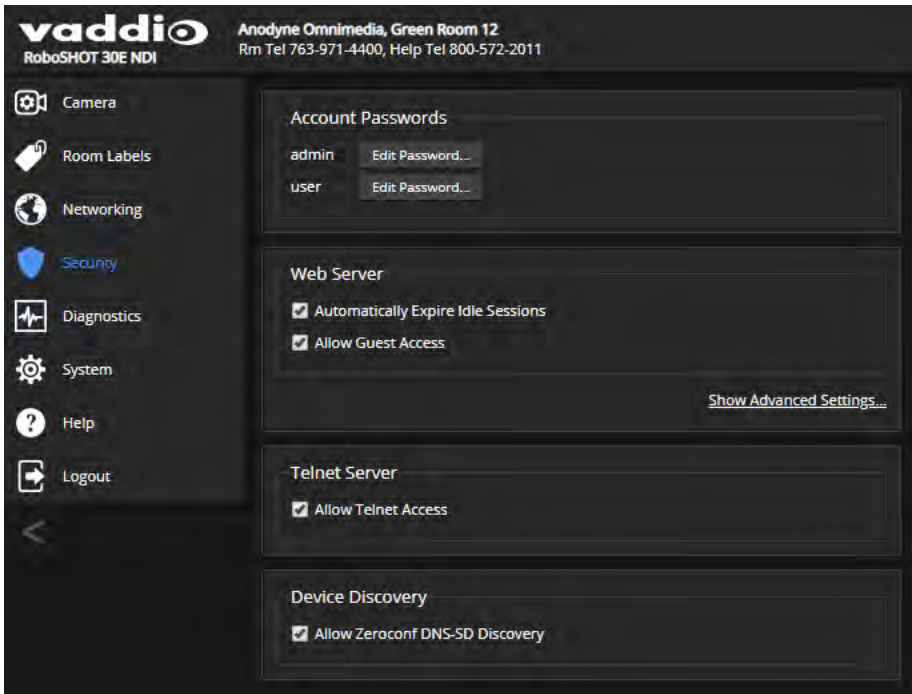 vaddio
RoboSHOT 30E NDI
Anodyne Omnimedia, Green Room 12
Rm Tel 763-971-4400, Help Tel 800-572-2011
Camera
Room Labels
Networking
Security
Diagnostics
System
Help
Logout
<
Account Passwords
admin Edit Password...
user Edit Password...
Web Server
Automatically Expire Idle Sessions
Allow Guest Access
Show Advanced Settings...
Telnet Server
Allow Telnet Access
Device Discovery
Allow Zeroconf DNS-SD Discovery